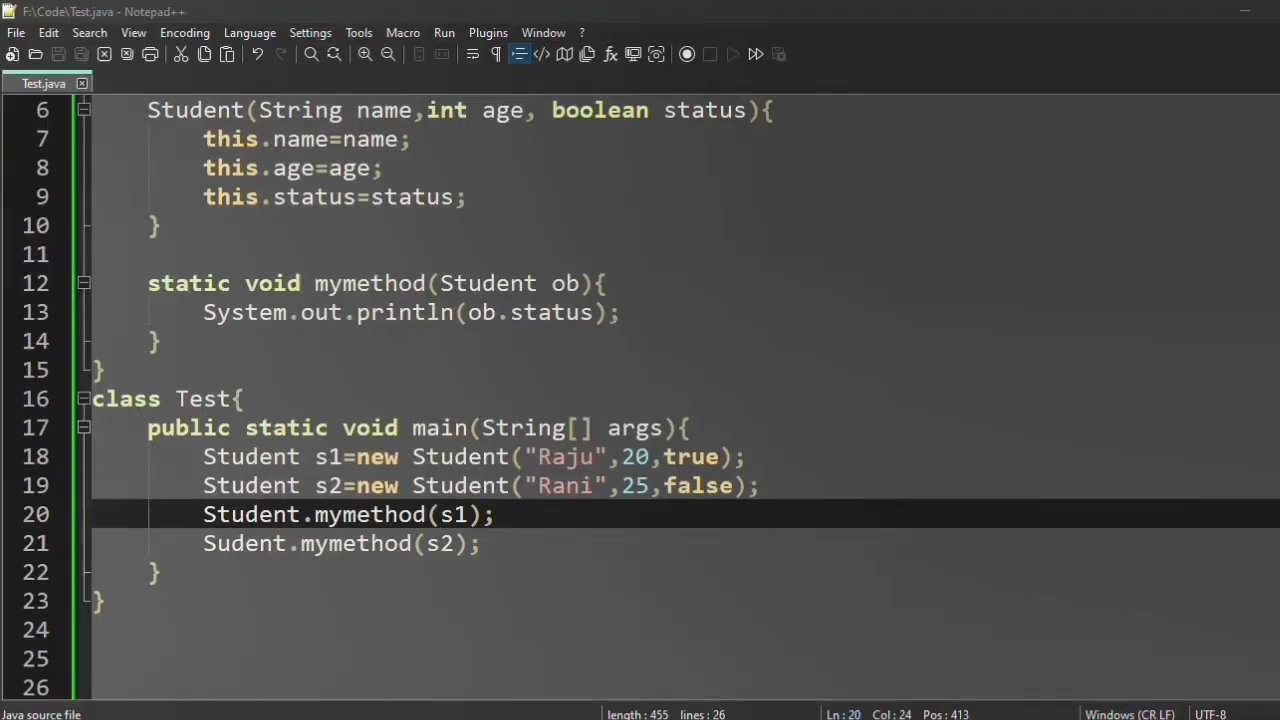 F:\Code\Test.java - Notepad++
File Edit Search View Encoding Language Settings Tools Macro Run Plugins Window ?
Test.java
6 Student(String name,int age, boolean status){
7 this.name=name;
8 this.age=age;
9 this.status=status;
10 }
11
12 static void mymethod(Student ob){
13 System.out.println(ob.status);
14 }
15 }
16 class Test{
17 public static void main(String[] args){
18 Student s1=new Student("Raju",20,true);
19 Student s2=new Student("Rani",25,false);
20 Student.mymethod(s1);
21 Sudent.mymethod(s2);
22 }
23 }
24
25
26
Java source file length : 455 lines : 26 Ln : 20 Col : 24 Pos : 413 Windows (CR LF) UTF-8